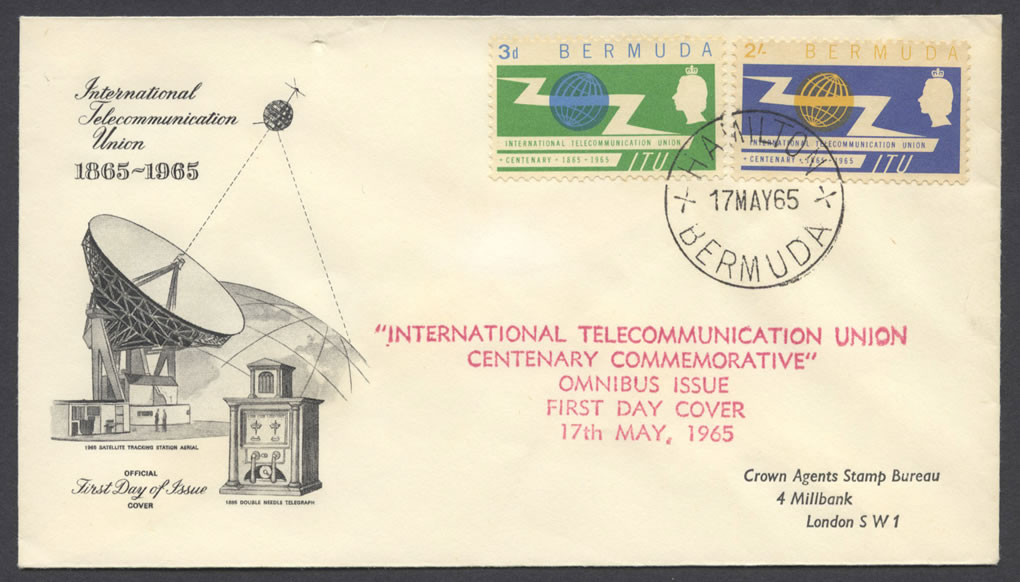 International
Telecommunication
Union
1865~1965
1965 SATELLITE TRACKING STATION AERIAL
OFFICIAL
First Day of Issue
COVER
1865 DOUBLE NEEDLE TELEGRAPH
3d BERMUDA
INTERNATIONAL TELECOMMUNICATION UNION
CENTENARY · 1865-1965 ITU
2/- BERMUDA
INTERNATIONAL TELECOMMUNICATION UNION
CENTENARY · 1865-1965 ITU
HAMILTON
17MAY65
BERMUDA
"INTERNATIONAL TELECOMMUNICATION UNION
CENTENARY COMMEMORATIVE"
OMNIBUS ISSUE
FIRST DAY COVER
17th MAY, 1965
Crown Agents Stamp Bureau
4 Millbank
London S W 1